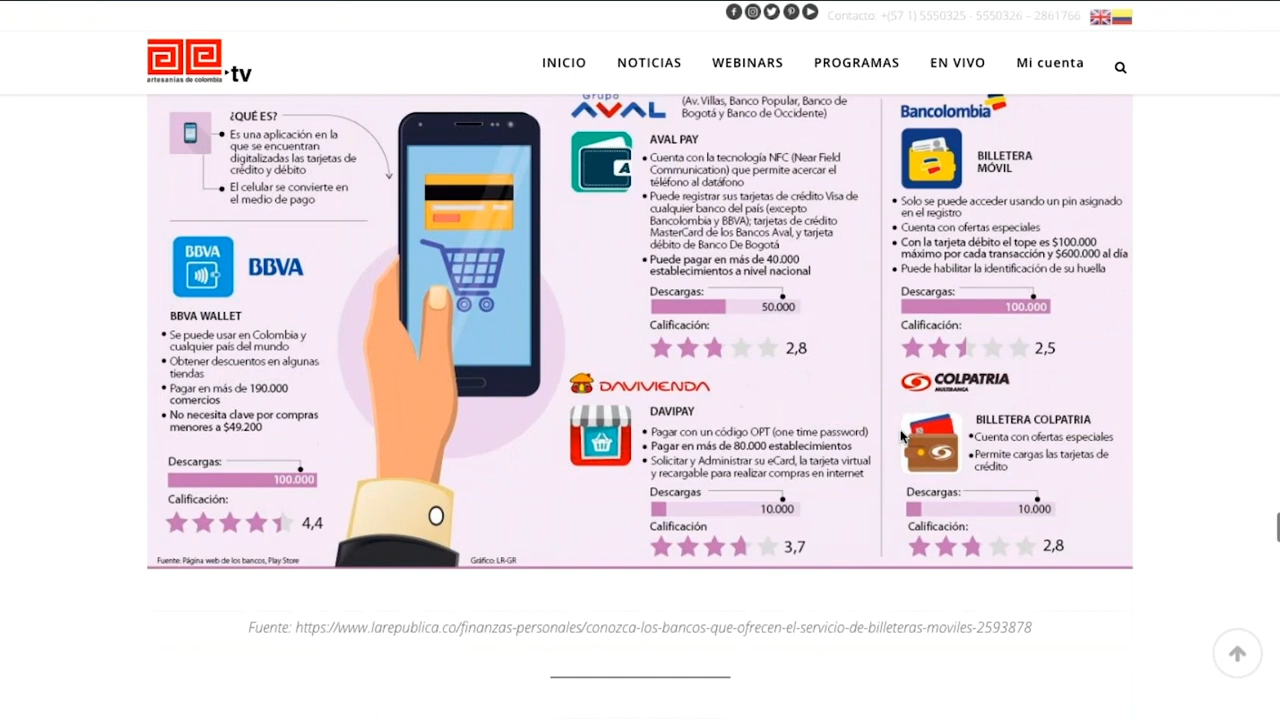 Contacto: +(57 1) 5550325 - 5550326 – 2861766
artesanías de colombia
tv
INICIO
NOTICIAS
WEBINARS
PROGRAMAS
EN VIVO
Mi cuenta
¿QUÉ ES?
Es una aplicación en la
que se encuentran
digitalizadas las tarjetas de
crédito y débito
El celular se convierte en
el medio de pago
BBVA
BBVA
BBVA WALLET
Se puede usar en Colombia y
cualquier país del mundo
Obtener descuentos en algunas
tiendas
Pagar en más de 190.000
comercios
No necesita clave por compras
menores a $49.200
Descargas:
100.000
Calificación:
4,4
Fuente: Página web de los bancos, Play Store
Gráfico: LR-GR
Grupo
AVAL
(Av. Villas, Banco Popular, Banco de
Bogotá y Banco de Occidente)
A
AVAL PAY
Cuenta con la tecnología NFC (Near Field
Communication) que permite acercar el
téléfono al datáfono
Puede registrar sus tarjetas de crédito Visa de
cualquier banco del país (excepto
Bancolombia y BBVA); tarjetas de crédito
MasterCard de los Bancos Aval, y tarjeta
débito de Banco De Bogotá
Puede pagar en más de 40.000
establecimientos a nivel nacional
Descargas:
50.000
Calificación:
2,8
DAVIVIENDA
DAVIPAY
Pagar con un código OPT (one time password)
Pagar en más de 80.000 establecimientos
Solicitar y Administrar su eCard, la tarjeta virtual
y recargable para realizar compras en internet
Descargas
10.000
Calificación
3,7
Bancolombia
BILLETERA
MÓVIL
Solo se puede acceder usando un pin asignado
en el registro
Cuenta con ofertas especiales
Con la tarjeta débito el tope es $100.000
máximo por cada transacción y $600.000 al día
Puede habilitar la identificación de su huella
Descargas:
100.000
Calificación:
2,5
COLPATRIA
MULTIBANCA
BILLETERA COLPATRIA
Cuenta con ofertas especiales
Permite cargas las tarjetas de
crédito
Descargas:
10.000
Calificación:
2,8
Fuente: https://www.larepublica.co/finanzas-personales/conozca-los-bancos-que-ofrecen-el-servicio-de-billeteras-moviles-2593878